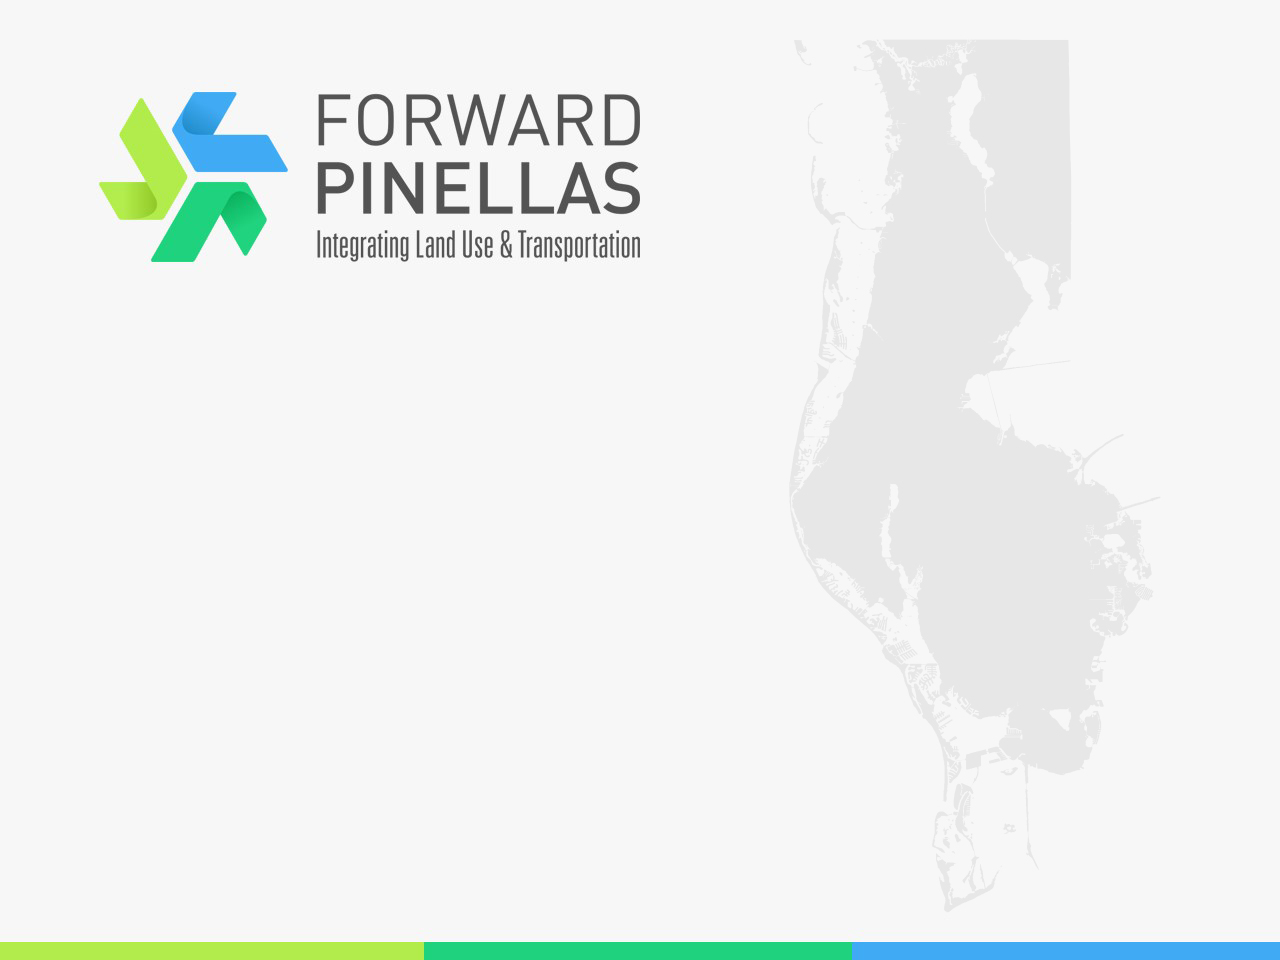 FORWARD
PINELLAS
Integrating Land Use & Transportation